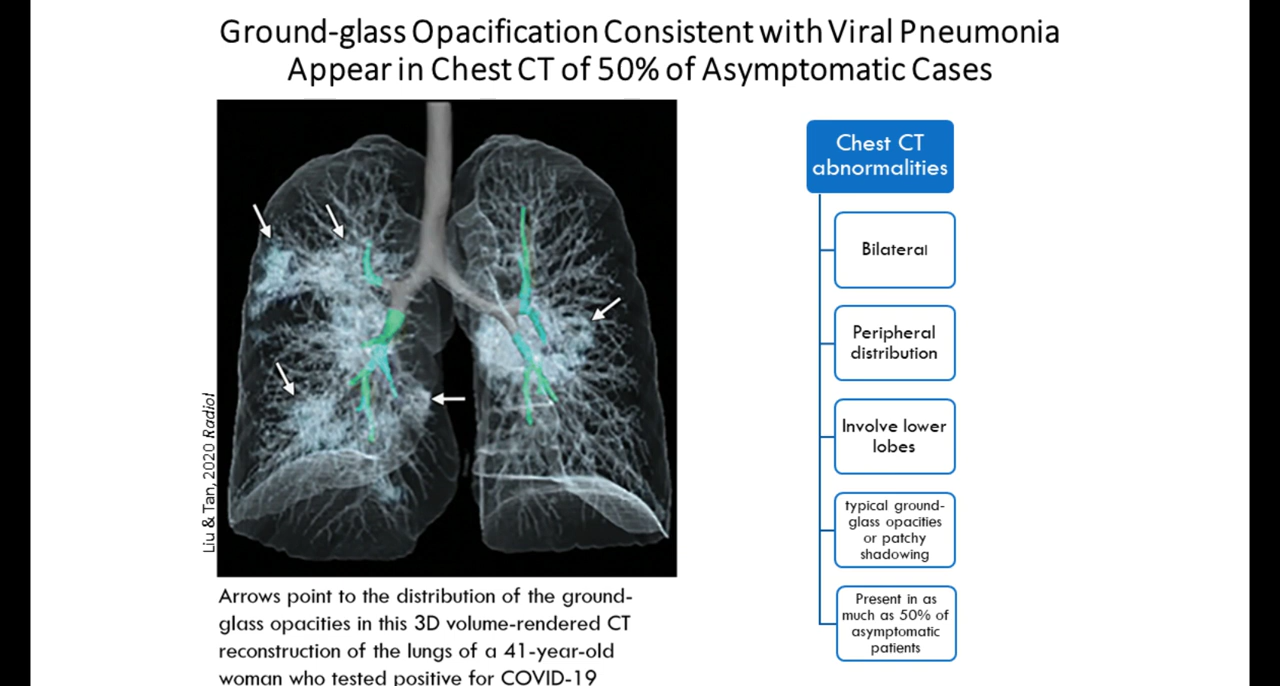 Ground-glass Opacification Consistent with Viral Pneumonia
Appear in Chest CT of 50% of Asymptomatic Cases
Liu & Tan, 2020 Radiol
Arrows point to the distribution of the ground-
glass opacities in this 3D volume-rendered CT
reconstruction of the lungs of a 41-year-old
woman who tested positive for COVID-19
Chest CT
abnormalities
Bilateral
Peripheral
distribution
Involve lower
lobes
typical ground-
glass opacities
or patchy
shadowing
Present in as
much as 50% of
asymptomatic
patients